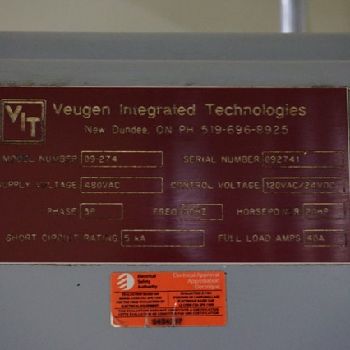 VIT
Veugen Integrated Technologies
New Dundee, ON PH 519-696-8925
MODEL NUMBER 09-274 SERIAL NUMBER 092741
SUPPLY VOLTAGE 480VAC CONTROL VOLTAGE 120VAC/24VDC
PHASE 3P FREQ 60HZ HORSEPOWER 20HP
SHORT CIRCUIT RATING 5 kA FULL LOAD AMPS 40A
Electrical Safety Authority
Electrical Approval
Approbation